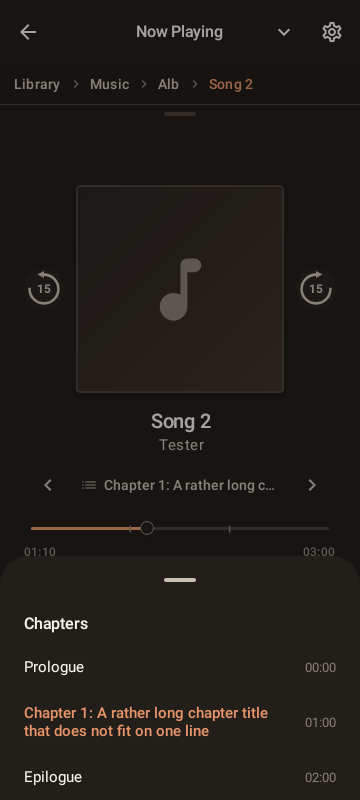 Now Playing
Library > Music > Alb > Song 2
15
15
Song 2
Tester
Chapter 1: A rather long c...
01:10
03:00
Chapters
Prologue 00:00
Chapter 1: A rather long chapter title
that does not fit on one line 01:00
Epilogue 02:00